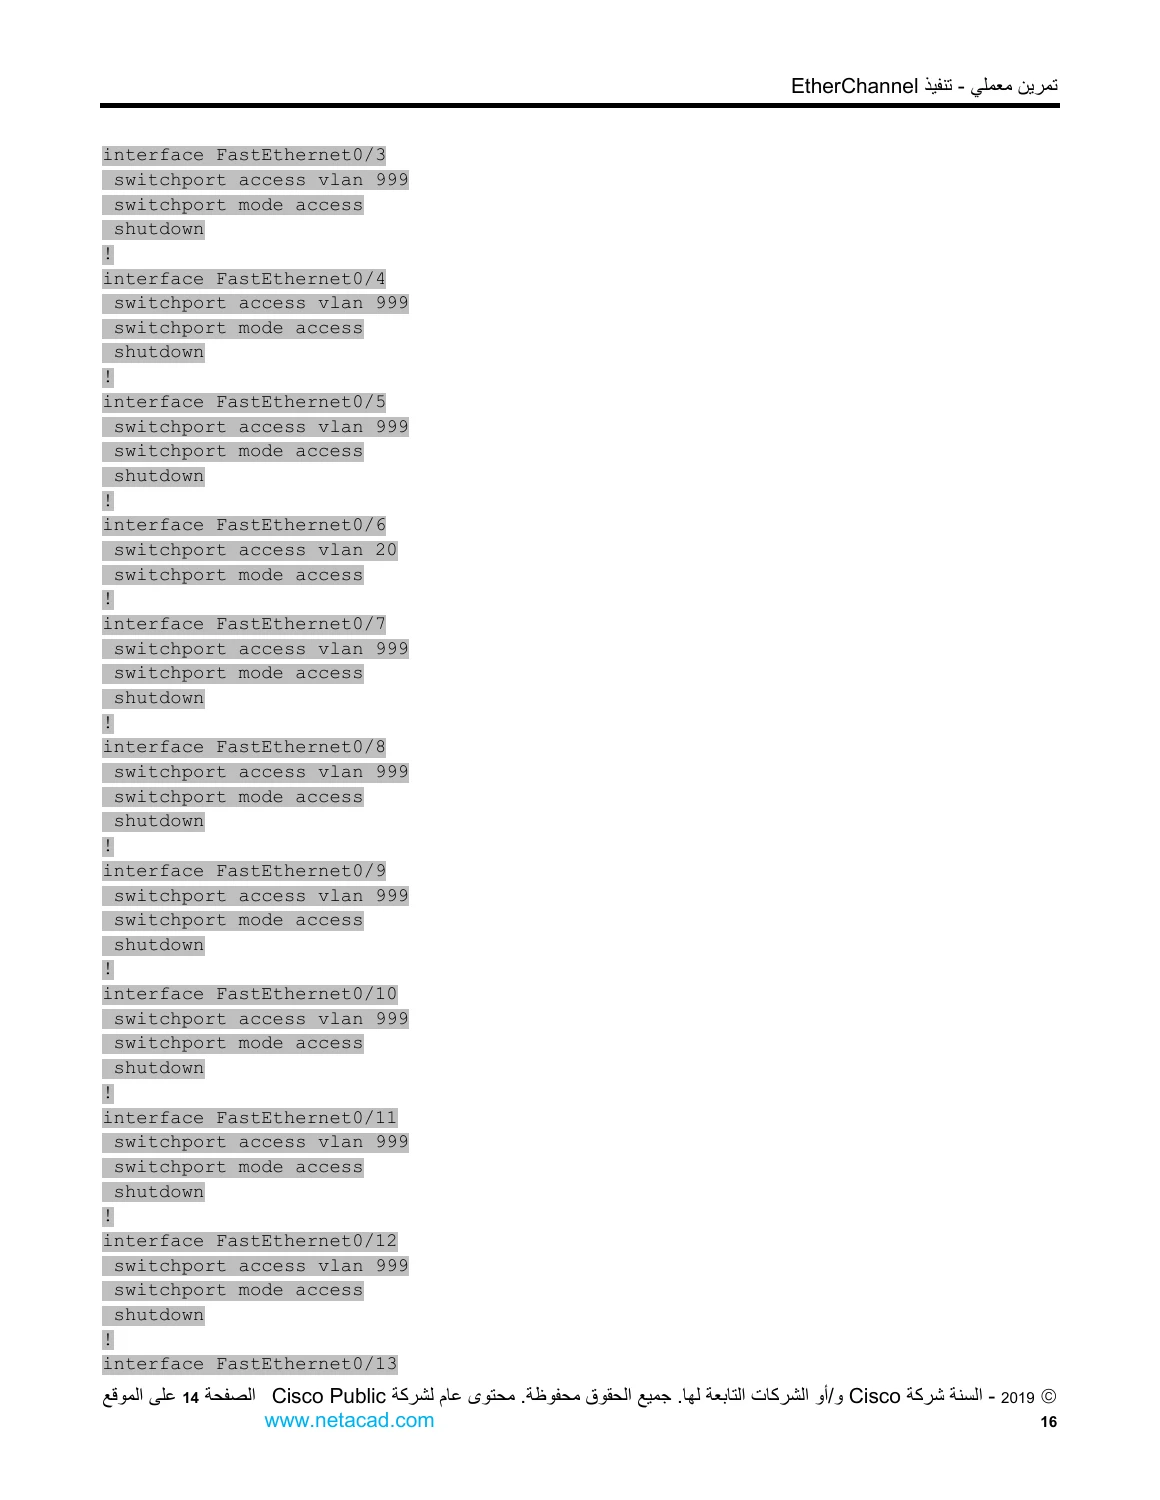 تمرين معملي - تنفيذ EtherChannel
interface FastEthernet0/3
 switchport access vlan 999
 switchport mode access
 shutdown
!
interface FastEthernet0/4
 switchport access vlan 999
 switchport mode access
 shutdown
!
interface FastEthernet0/5
 switchport access vlan 999
 switchport mode access
 shutdown
!
interface FastEthernet0/6
 switchport access vlan 20
 switchport mode access
!
interface FastEthernet0/7
 switchport access vlan 999
 switchport mode access
 shutdown
!
interface FastEthernet0/8
 switchport access vlan 999
 switchport mode access
 shutdown
!
interface FastEthernet0/9
 switchport access vlan 999
 switchport mode access
 shutdown
!
interface FastEthernet0/10
 switchport access vlan 999
 switchport mode access
 shutdown
!
interface FastEthernet0/11
 switchport access vlan 999
 switchport mode access
 shutdown
!
interface FastEthernet0/12
 switchport access vlan 999
 switchport mode access
 shutdown
!
interface FastEthernet0/13
© 2019 - السنة شركة Cisco و/أو الشركات التابعة لها. جميع الحقوق محفوظة. محتوى عام لشركة Cisco Public الصفحة 14 على الموقع
16 www.netacad.com